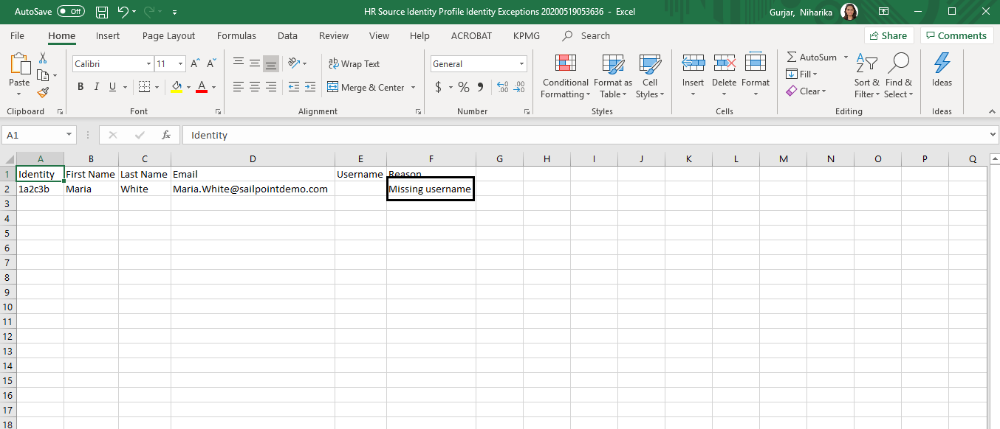 AutoSave Off HR Source Identity Profile Identity Exceptions 20200519053636 - Excel Gurjar, Niharika
File Home Insert Page Layout Formulas Data Review View Help ACROBAT KPMG Search Share Comments
Calibri 11 A A ab Wrap Text General $ % 9 AutoSum
Paste B I U A Merge & Center Conditional Formatting Format as Table Cell Styles Insert Delete Format Fill Clear Sort & Filter Find & Select Ideas
Clipboard Font Alignment Number Styles Cells Editing Ideas
A1 fx Identity
A B C D E F G H I J K L M N O P Q
1 Identity First Name Last Name Email Username Reason
2 1a2c3b Maria White Maria.White@sailpointdemo.com Missing username
3
4
5
6
7
8
9
10
11
12
13
14
15
16
17
18